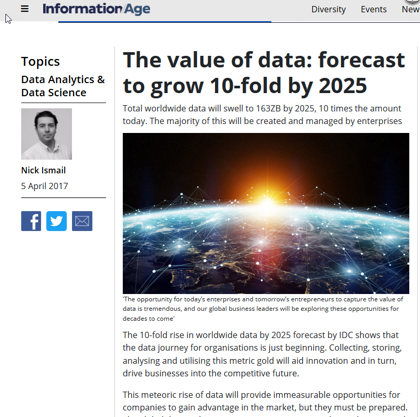 InformationAge
Diversity Events New
Topics
Data Analytics &
Data Science
Nick Ismail
5 April 2017
The value of data: forecast
to grow 10-fold by 2025
Total worldwide data will swell to 163ZB by 2025, 10 times the amount
today. The majority of this will be created and managed by enterprises
'The opportunity for today's enterprises and tomorrow's entrepreneurs to capture the value of
data is tremendous, and our global business leaders will be exploring these opportunities for
decades to come'
The 10-fold rise in worldwide data by 2025 forecast by IDC shows that
the data journey for organisations is just beginning. Collecting, storing,
analysing and utilising this metric gold will aid innovation and in turn,
drive businesses into the competitive future.
This meteoric rise of data will provide immeasurable opportunities for
companies to gain advantage in the market, but they must be prepared